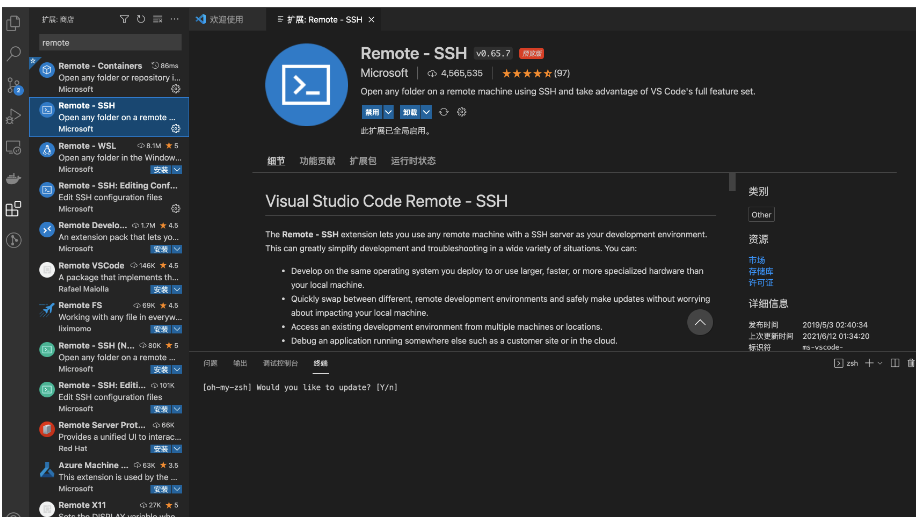 扩展: 商店
remote
Remote - Containers 86ms
Open any folder or repository i...
Microsoft
Remote - SSH
Open any folder on a remote ...
Microsoft
Remote - WSL 8.1M ★ 5
Open any folder in the Window...
Microsoft 安装
Remote - SSH: Editing Conf...
Edit SSH configuration files
Microsoft
Remote Develo... 1.7M ★ 4.5
An extension pack that lets yo...
Microsoft 安装
Remote VSCode 146K ★ 4.5
A package that implements th...
Rafael Maiolla 安装
Remote FS 69K ★ 4.5
Working with any file in everyw...
liximomo 安装
Remote - SSH (N... 80K ★ 5
Open any folder on a remote ...
Microsoft 安装
Remote - SSH: Editi... 101K
Edit SSH configuration files
Microsoft 安装
Remote Server Prot... 66K
Provides a unified UI to interac...
Red Hat 安装
Azure Machine ... 63K ★ 3.5
This extension is used by the ...
Microsoft 安装
Remote X11 27K ★ 5
Sets the DISPLAY variable whe...
2
欢迎使用
扩展: Remote - SSH ×
Remote - SSH v0.65.7 预览版
Microsoft 4,565,535 (97)
Open any folder on a remote machine using SSH and take advantage of VS Code's full feature set.
禁用 卸载
此扩展已全局启用。
细节 功能贡献 扩展包 运行时状态
Visual Studio Code Remote - SSH
The Remote - SSH extension lets you use any remote machine with a SSH server as your development environment.
This can greatly simplify development and troubleshooting in a wide variety of situations. You can:
• Develop on the same operating system you deploy to or use larger, faster, or more specialized hardware than
your local machine.
• Quickly swap between different, remote development environments and safely make updates without worrying
about impacting your local machine.
• Access an existing development environment from multiple machines or locations.
• Debug an application running somewhere else such as a customer site or in the cloud.
类别
Other
资源
市场
存储库
许可证
详细信息
发布时间 2019/5/3 02:40:34
上次更新时间 2021/6/12 01:34:20
标识符 ms-vscode-
问题 输出 调试控制台 终端
zsh
[oh-my-zsh] Would you like to update? [Y/n]